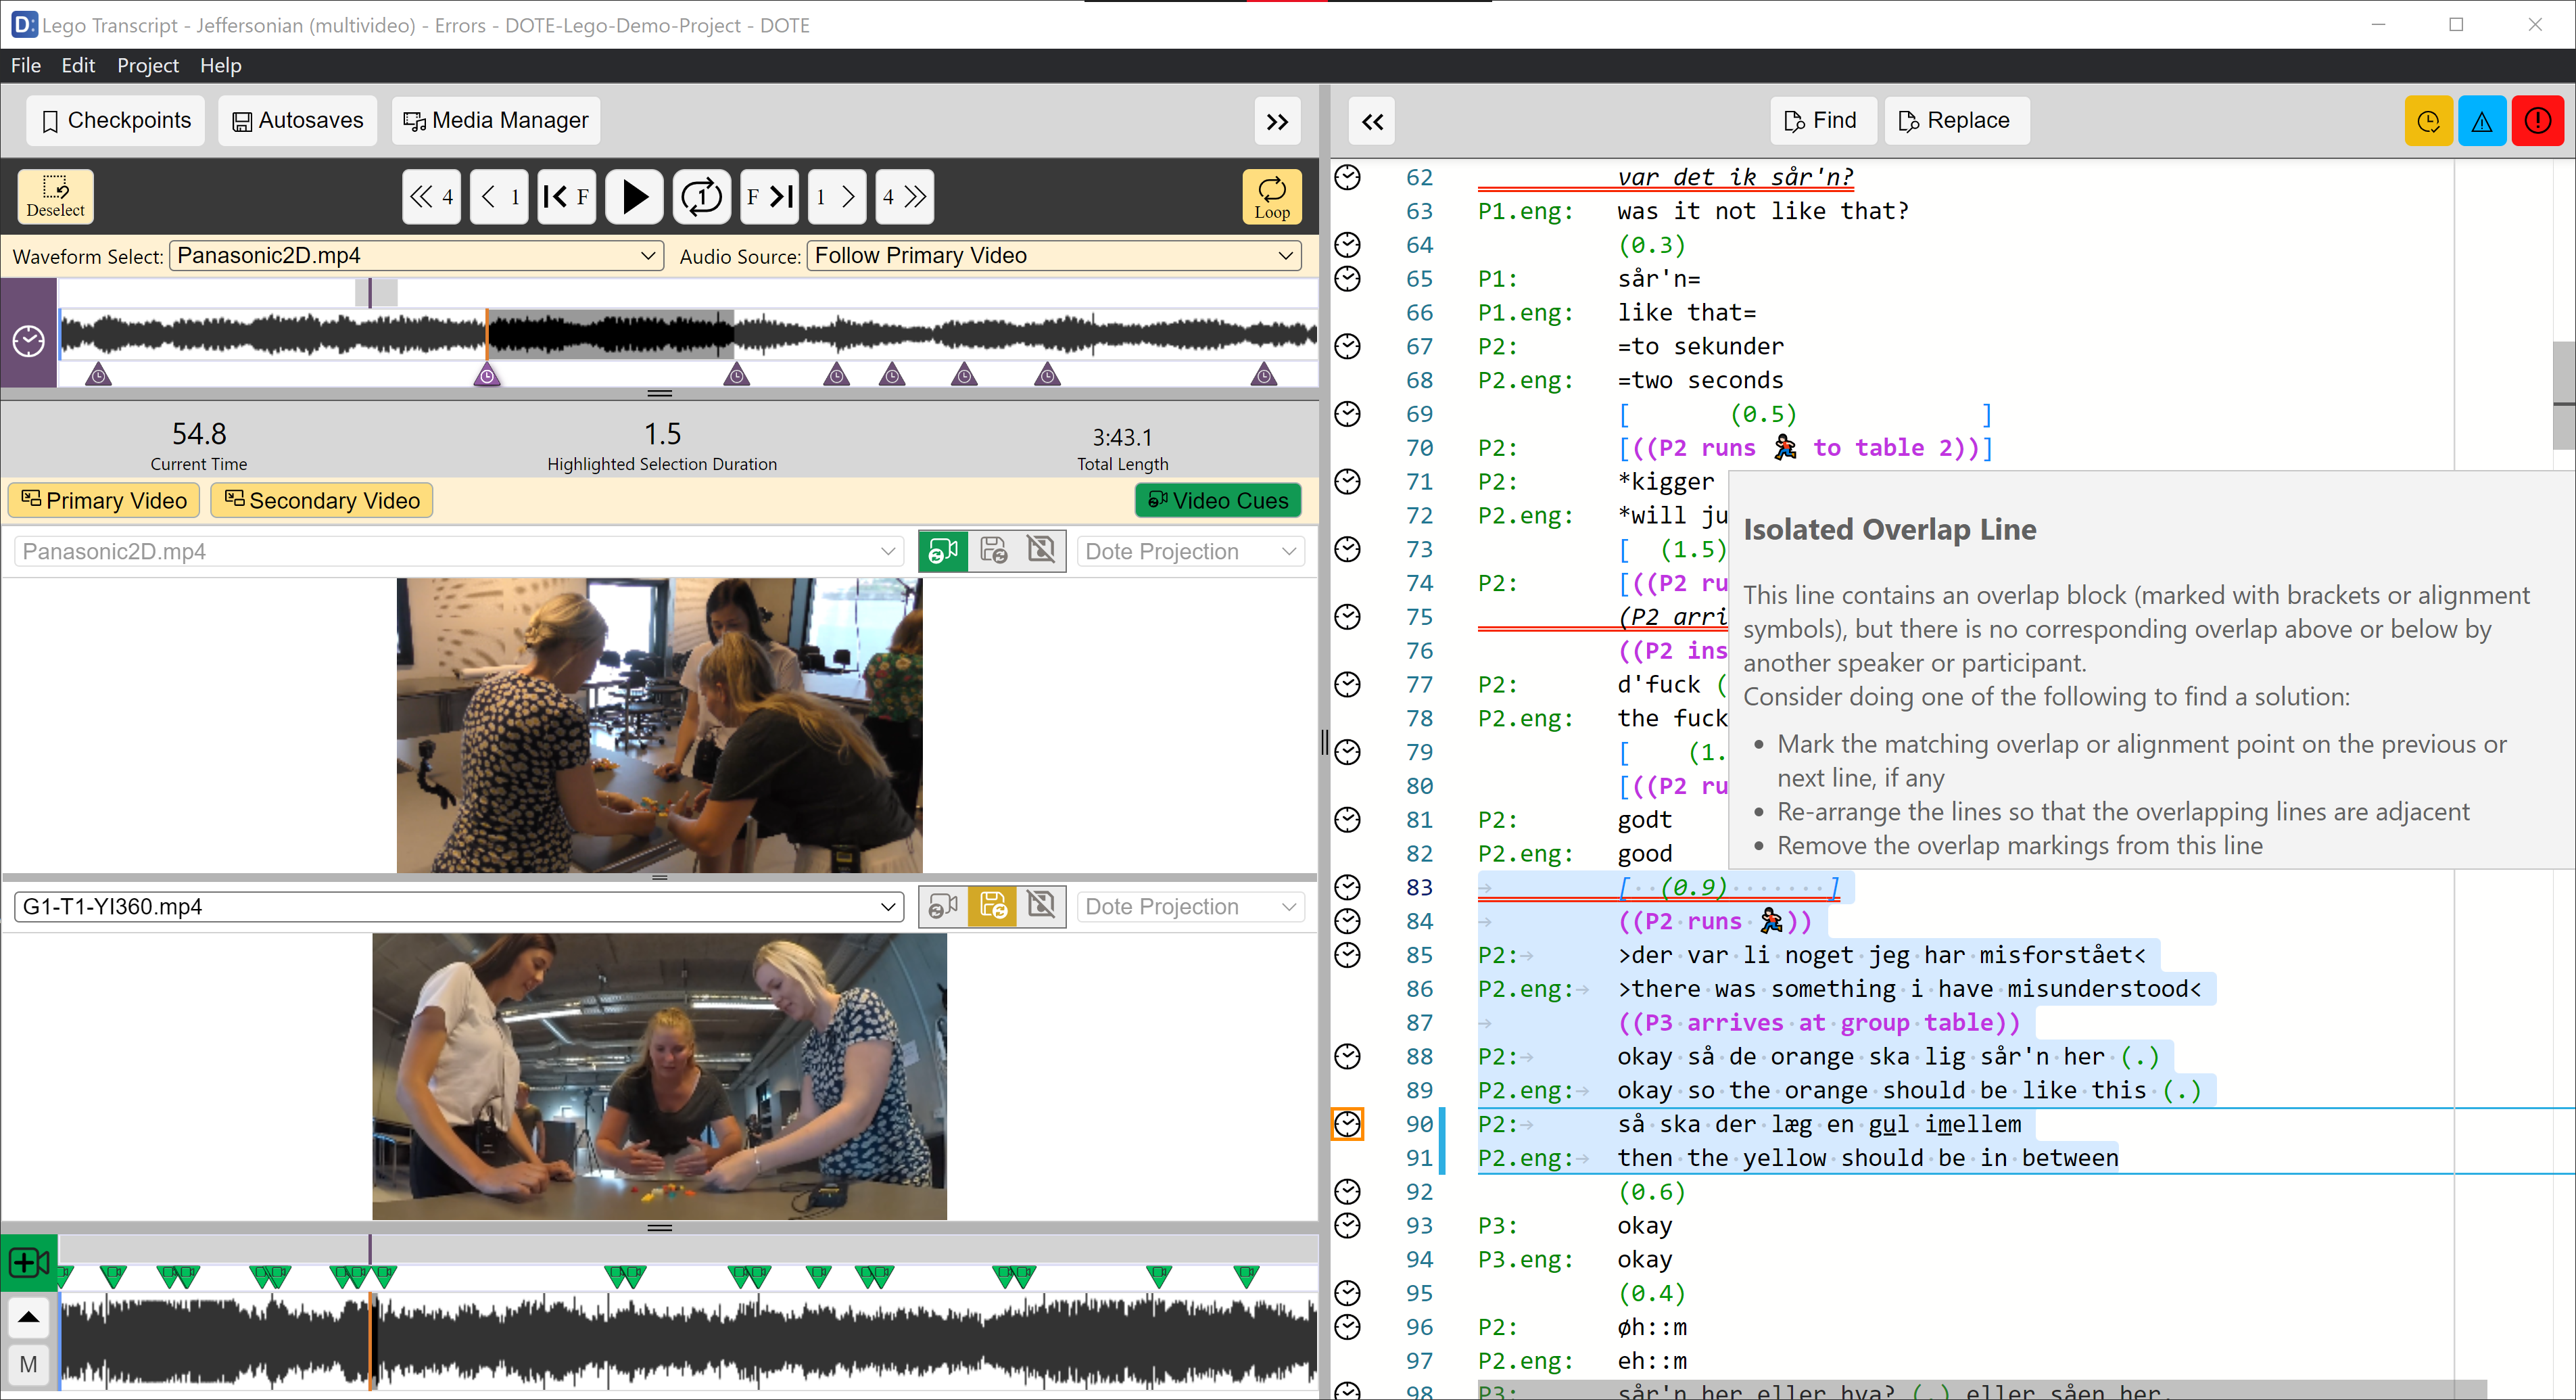 Lego Transcript - Jeffersonian (multivideo) - Errors - DOTE-Lego-Demo-Project - DOTE
File Edit Project Help
Checkpoints Autosaves Media Manager
Find Replace
Deselect
4 1 F 1 F 1 4
Loop
Waveform Select: Panasonic2D.mp4 Audio Source: Follow Primary Video
54.8 1.5 3:43.1
Current Time Highlighted Selection Duration Total Length
Primary Video Secondary Video Video Cues
Panasonic2D.mp4 Dote Projection
G1-T1-YI360.mp4 Dote Projection
M
62 var det ik sår'n?
63 P1.eng: was it not like that?
64 (0.3)
65 P1: sår'n=
66 P1.eng: like that=
67 P2: =to sekunder
68 P2.eng: =two seconds
69 [ (0.5) ]
70 P2: [((P2 runs 🏃 to table 2))]
71 P2: *kigger
72 P2.eng: *will ju
73 [ (1.5)
74 P2: [((P2 ru
75 (P2 arri
76 ((P2 ins
77 P2: d'fuck (
78 P2.eng: the fuck
79 [ (1.
80 [((P2 ru
81 P2: godt
82 P2.eng: good
Isolated Overlap Line
This line contains an overlap block (marked with brackets or alignment
symbols), but there is no corresponding overlap above or below by
another speaker or participant.
Consider doing one of the following to find a solution:
• Mark the matching overlap or alignment point on the previous or
next line, if any
• Re-arrange the lines so that the overlapping lines are adjacent
• Remove the overlap markings from this line
83 [ (0.9) ]
84 ((P2 runs 🏃))
85 P2: >der var li noget jeg har misforstået<
86 P2.eng: >there was something i have misunderstood<
87 ((P3 arrives at group table))
88 P2: okay så de orange ska lig sår'n her (.)
89 P2.eng: okay so the orange should be like this (.)
90 P2: så ska der læg en gul imellem
91 P2.eng: then the yellow should be in between
92 (0.6)
93 P3: okay
94 P3.eng: okay
95 (0.4)
96 P2: øh::m
97 P2.eng: eh::m
98 P3: sår'n her eller hva? (.) eller såen her.